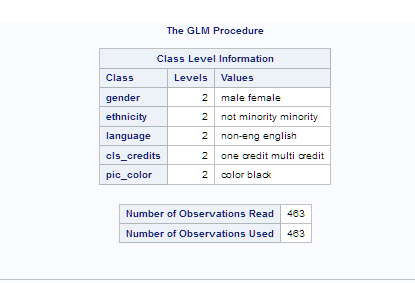 The GLM Procedure
Class Level Information
Class Levels Values
gender 2 male female
ethnicity 2 not minority minority
language 2 non-eng english
cls_credits 2 one credit multi credit
pic_color 2 color black
Number of Observations Read 463
Number of Observations Used 463